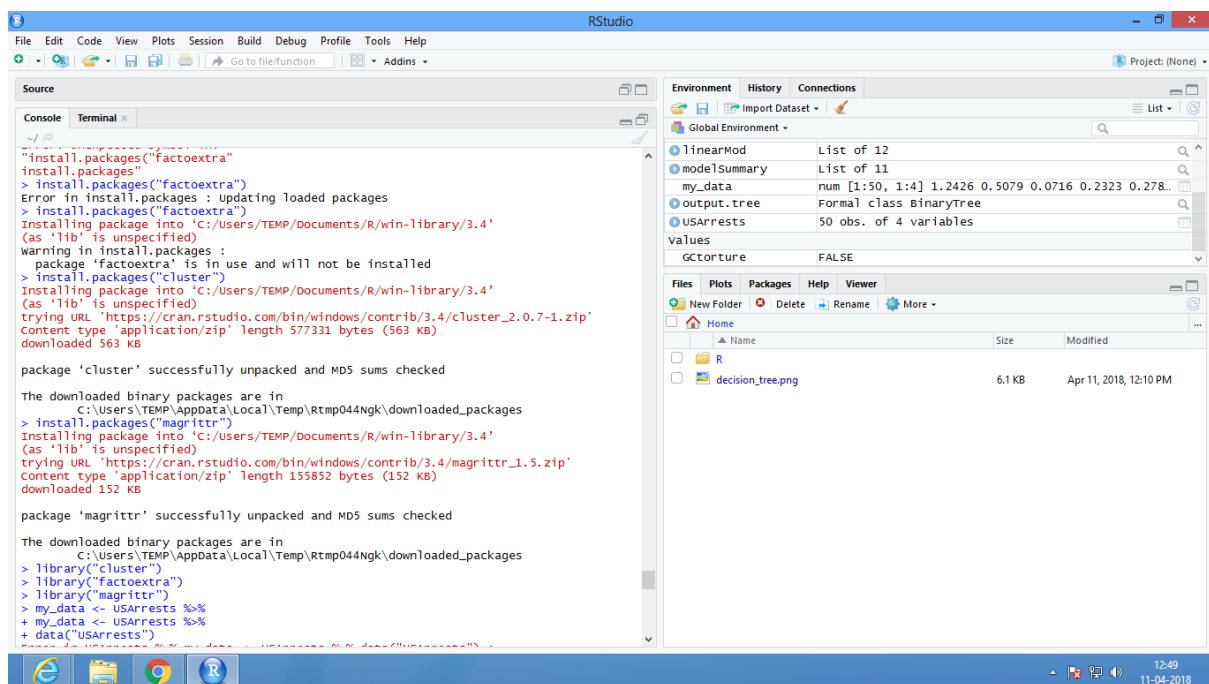 RStudio
File Edit Code View Plots Session Build Debug Profile Tools Help
Go to file/function Addins Project: (None)
Source
Console Terminal
~/
"install.packages("factoextra"
install.packages"
> install.packages("factoextra")
Error in install.packages : Updating loaded packages
> install.packages("factoextra")
Installing package into ‘C:/Users/TEMP/Documents/R/win-library/3.4’
(as ‘lib’ is unspecified)
Warning in install.packages :
package ‘factoextra’ is in use and will not be installed
> install.packages("cluster")
Installing package into ‘C:/Users/TEMP/Documents/R/win-library/3.4’
(as ‘lib’ is unspecified)
trying URL 'https://cran.rstudio.com/bin/windows/contrib/3.4/cluster_2.0.7-1.zip'
Content type 'application/zip' length 577331 bytes (563 KB)
downloaded 563 KB
package ‘cluster’ successfully unpacked and MD5 sums checked
The downloaded binary packages are in
C:\Users\TEMP\AppData\Local\Temp\Rtmp044Ngk\downloaded_packages
> install.packages("magrittr")
Installing package into ‘C:/Users/TEMP/Documents/R/win-library/3.4’
(as ‘lib’ is unspecified)
trying URL 'https://cran.rstudio.com/bin/windows/contrib/3.4/magrittr_1.5.zip'
Content type 'application/zip' length 155852 bytes (152 KB)
downloaded 152 KB
package ‘magrittr’ successfully unpacked and MD5 sums checked
The downloaded binary packages are in
C:\Users\TEMP\AppData\Local\Temp\Rtmp044Ngk\downloaded_packages
> library("cluster")
> library("factoextra")
> library("magrittr")
> my_data <- USArrests %>%
+ my_data <- USArrests %>%
+ data("USArrests")
Environment History Connections
Import Dataset List
Global Environment
linearMod List of 12
modelSummary List of 11
my_data num [1:50, 1:4] 1.2426 0.5079 0.0716 0.2323 0.278…
output.tree Formal class BinaryTree
USArrests 50 obs. of 4 variables
Values
GCtorture FALSE
Files Plots Packages Help Viewer
New Folder Delete Rename More
Home ...
Name Size Modified
R
decision_tree.png 6.1 KB Apr 11, 2018, 12:10 PM
12:49
11-04-2018